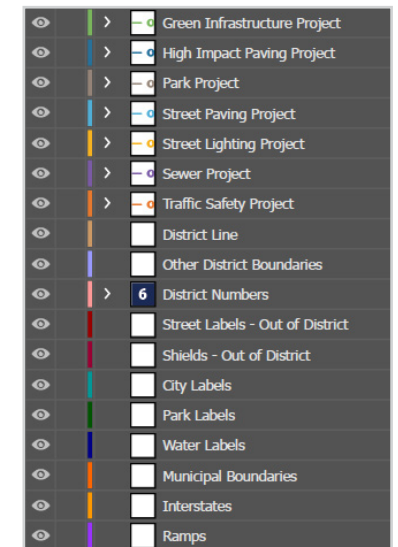 Green Infrastructure Project
High Impact Paving Project
Park Project
Street Paving Project
Street Lighting Project
Sewer Project
Traffic Safety Project
District Line
Other District Boundaries
6 District Numbers
Street Labels - Out of District
Shields - Out of District
City Labels
Park Labels
Water Labels
Municipal Boundaries
Interstates
Ramps